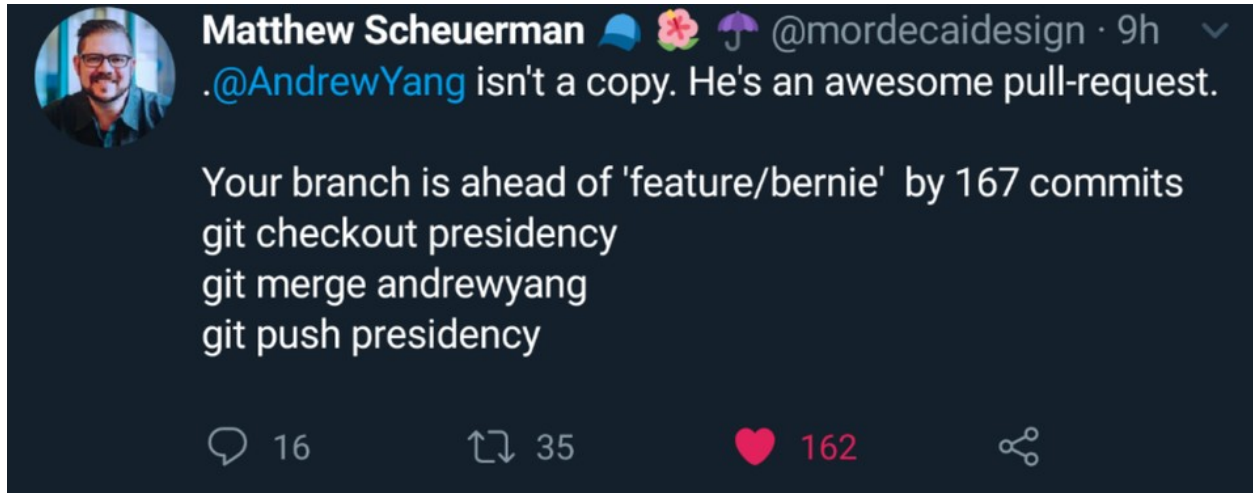 Matthew Scheuerman 🧢 🌺 ☂ @mordecaidesign · 9h
.@AndrewYang isn't a copy. He's an awesome pull-request.
Your branch is ahead of 'feature/bernie'  by 167 commits
git checkout presidency
git merge andrewyang
git push presidency
16 35 162